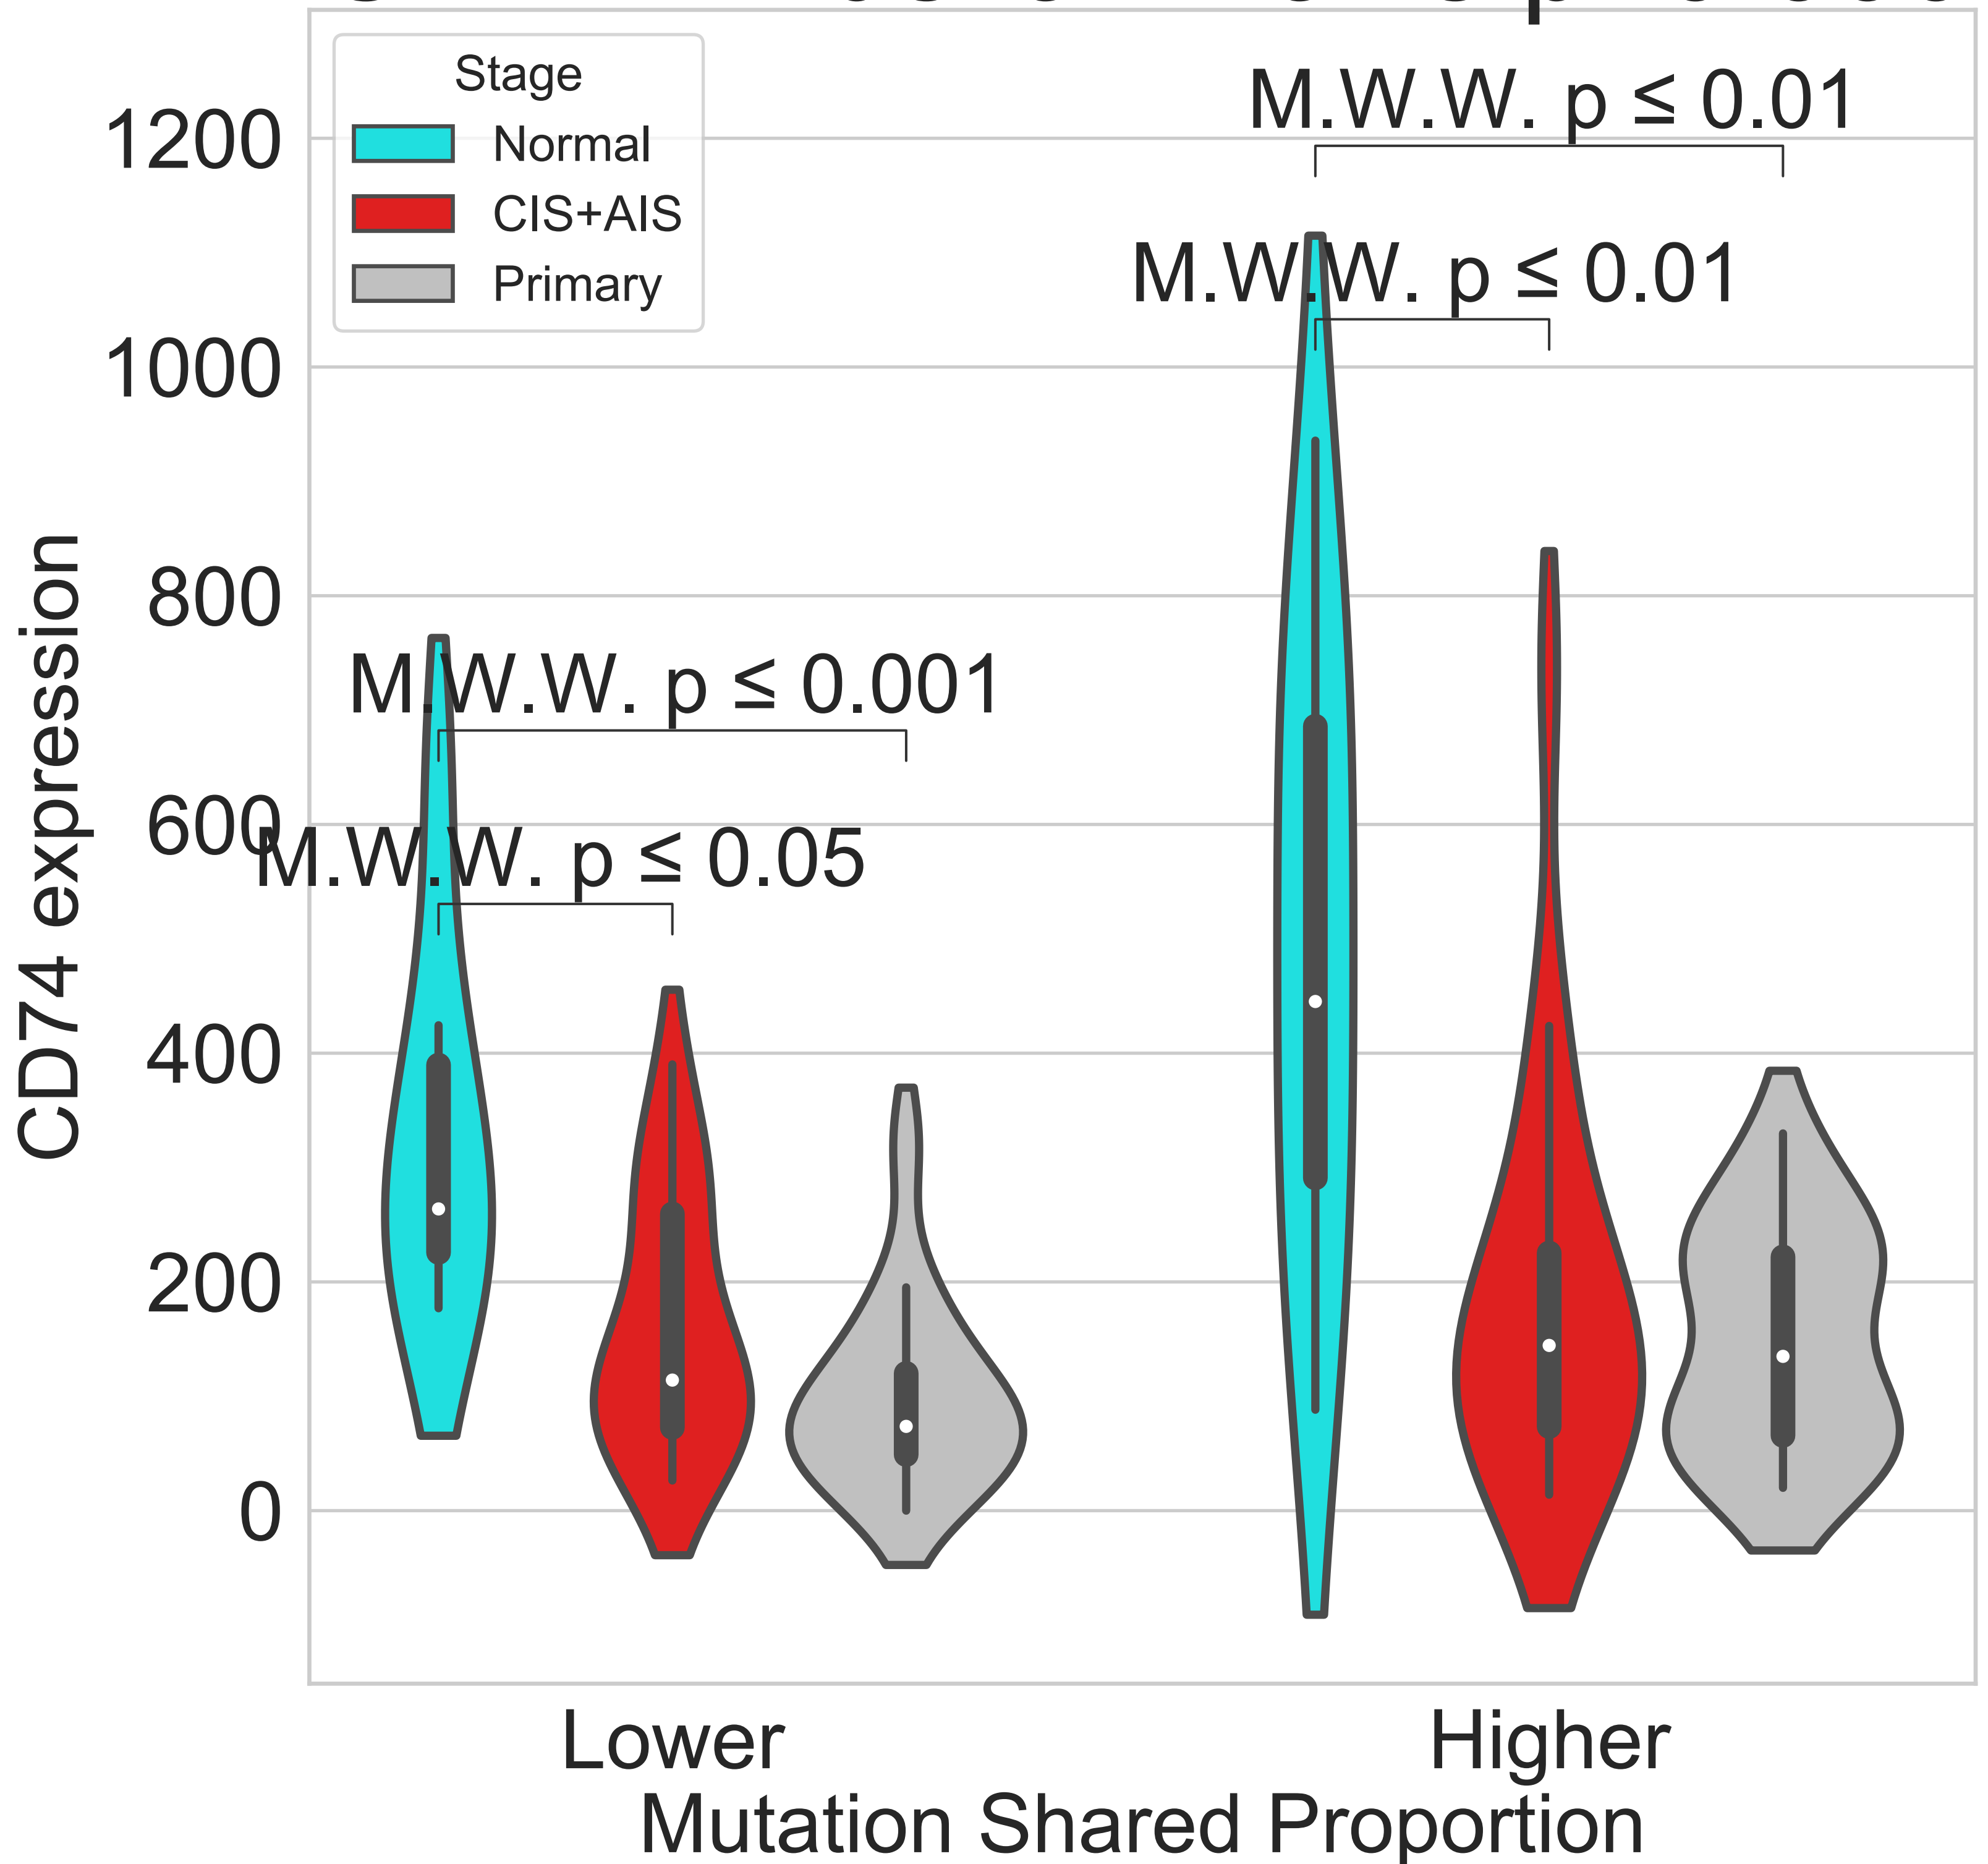 Stage
Normal
CIS+AIS
Primary
M.W.W. p ≤ 0.01
M.W.W. p ≤ 0.01
M.W.W. p ≤ 0.001
M.W.W. p ≤ 0.05
1200
1000
800
600
400
200
0
CD74 expression
Lower
Higher
Mutation Shared Proportion